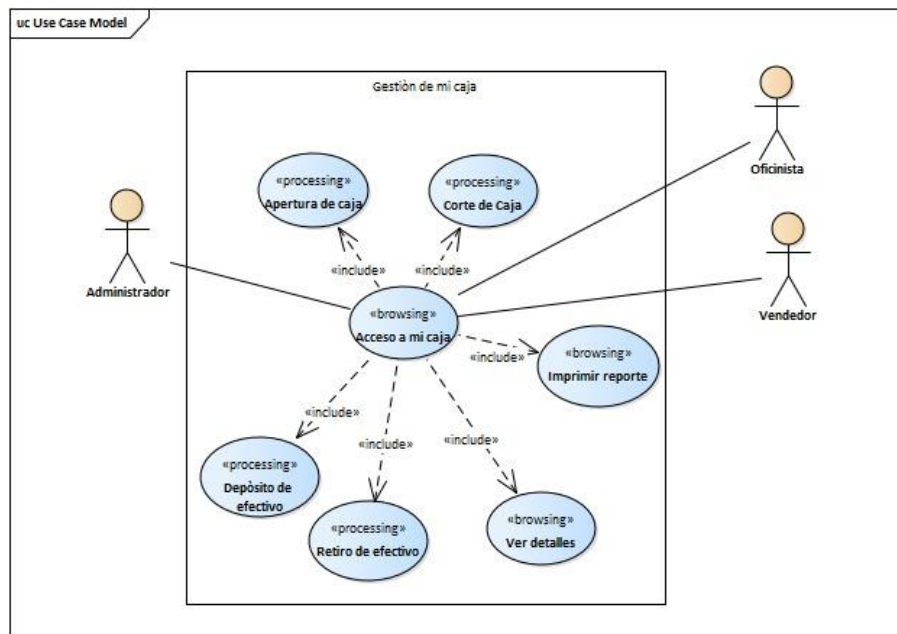 uc Use Case Model
Gestiòn de mi caja
Oficinista
«processing»
Apertura de caja
«processing»
Corte de Caja
Administrador
«include»
«include»
Vendedor
«browsing»
Acceso a mi caja
«include»
«browsing»
Imprimir reporte
«include»
«include»
«include»
«processing»
Depòsito de
efectivo
«processing»
Retiro de efectivo
«browsing»
Ver detalles